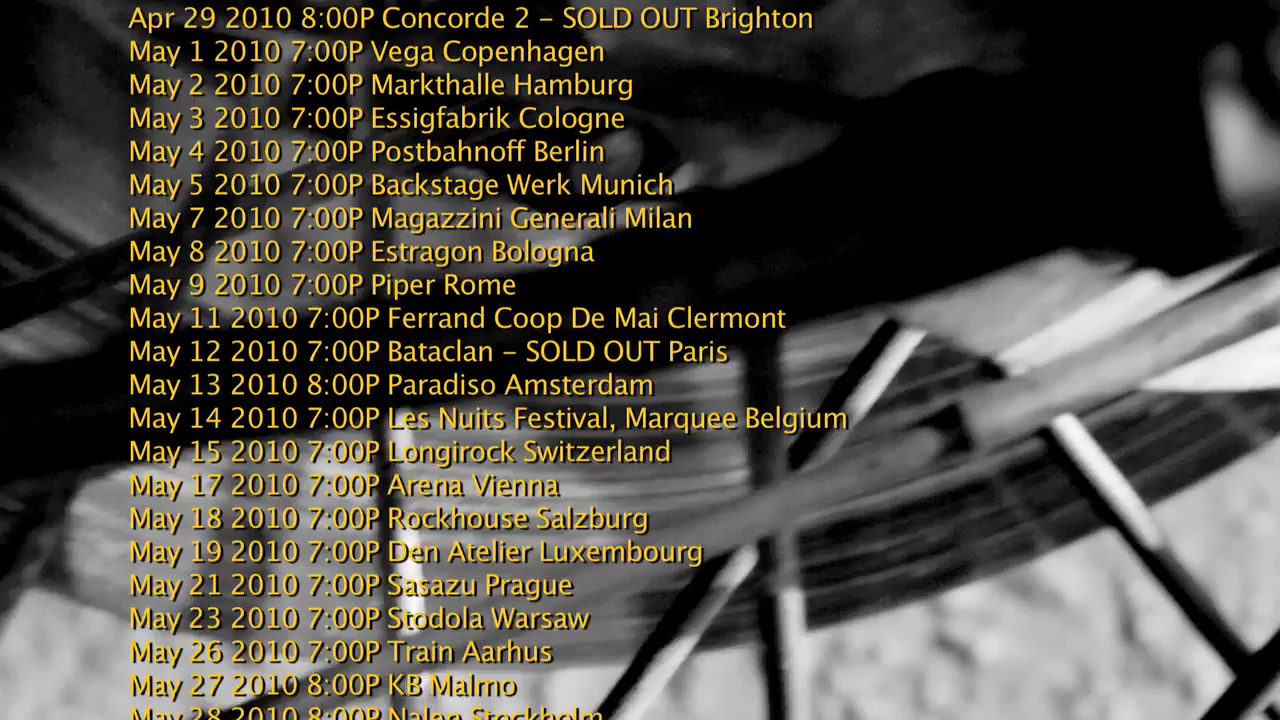 Apr 29 2010 8:00P Concorde 2 – SOLD OUT Brighton
May 1 2010 7:00P Vega Copenhagen
May 2 2010 7:00P Markthalle Hamburg
May 3 2010 7:00P Essigfabrik Cologne
May 4 2010 7:00P Postbahnoff Berlin
May 5 2010 7:00P Backstage Werk Munich
May 7 2010 7:00P Magazzini Generali Milan
May 8 2010 7:00P Estragon Bologna
May 9 2010 7:00P Piper Rome
May 11 2010 7:00P Ferrand Coop De Mai Clermont
May 12 2010 7:00P Bataclan – SOLD OUT Paris
May 13 2010 8:00P Paradiso Amsterdam
May 14 2010 7:00P Les Nuits Festival, Marquee Belgium
May 15 2010 7:00P Longirock Switzerland
May 17 2010 7:00P Arena Vienna
May 18 2010 7:00P Rockhouse Salzburg
May 19 2010 7:00P Den Atelier Luxembourg
May 21 2010 7:00P Sasazu Prague
May 23 2010 7:00P Stodola Warsaw
May 26 2010 7:00P Train Aarhus
May 27 2010 8:00P KB Malmo
May 28 2010 8:00P Nalen Stockholm